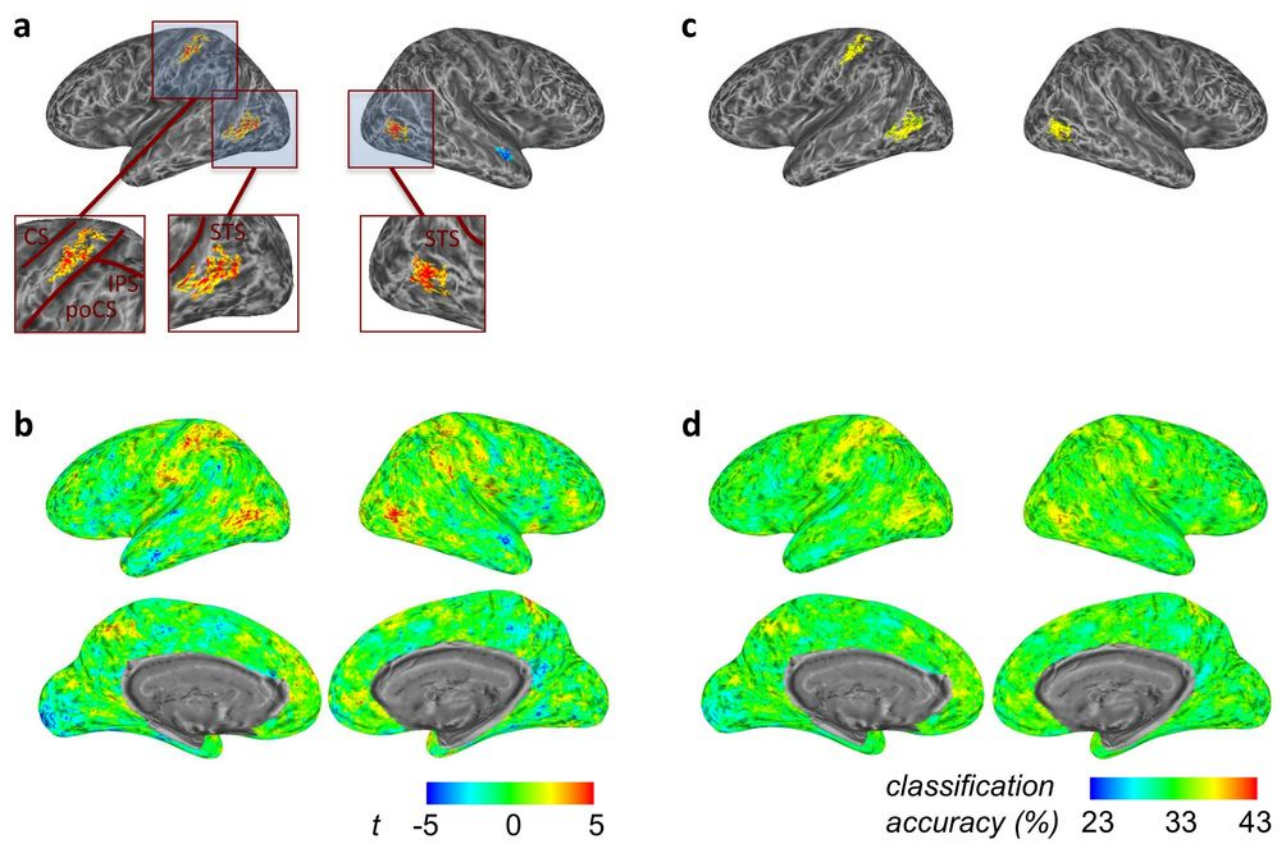 a
c
CS
IPS
poCS
STS
STS
b
d
t -5 0 5
classification
accuracy (%) 23 33 43